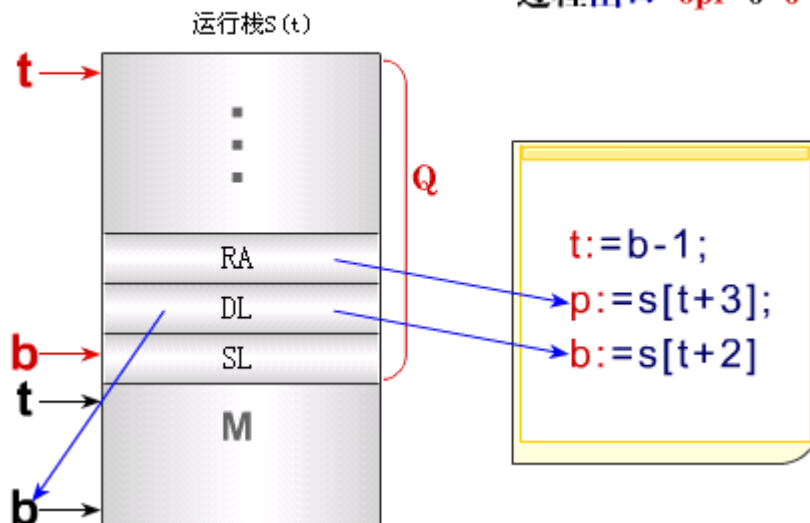 运行栈S(t)
t
Q
RA
DL
b
SL
t
M
b
t:=b-1;
p:=s[t+3];
b:=s[t+2]